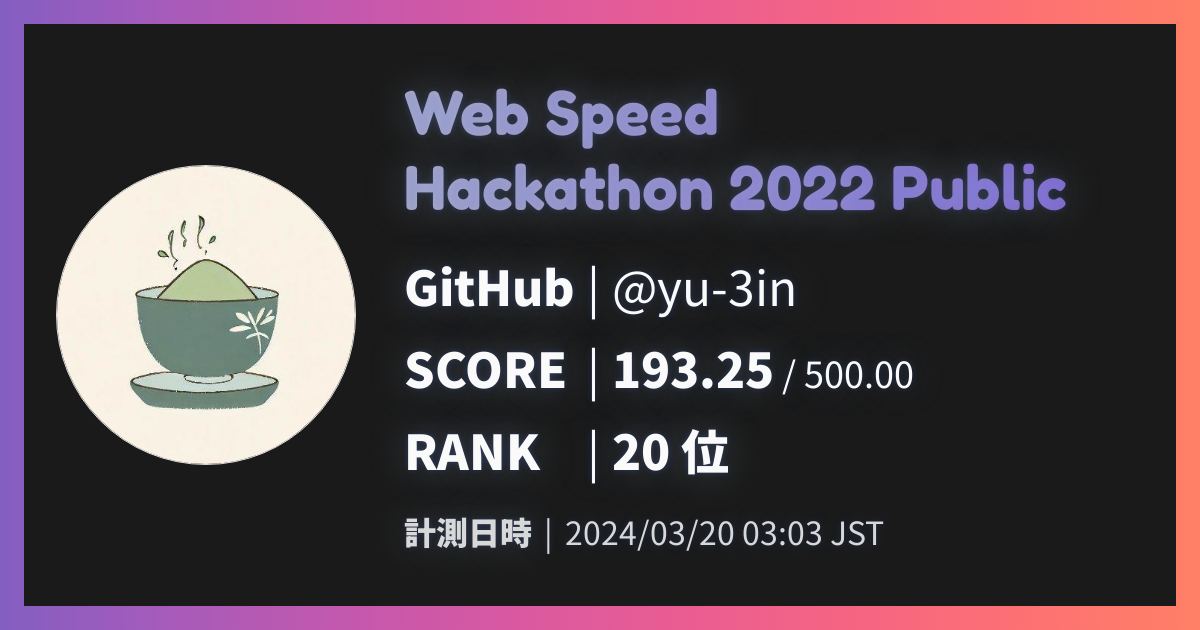 Web Speed
Hackathon 2022 Public
GitHub | @yu-3in
SCORE | 193.25 / 500.00
RANK | 20 位
計測日時 | 2024/03/20 03:03 JST